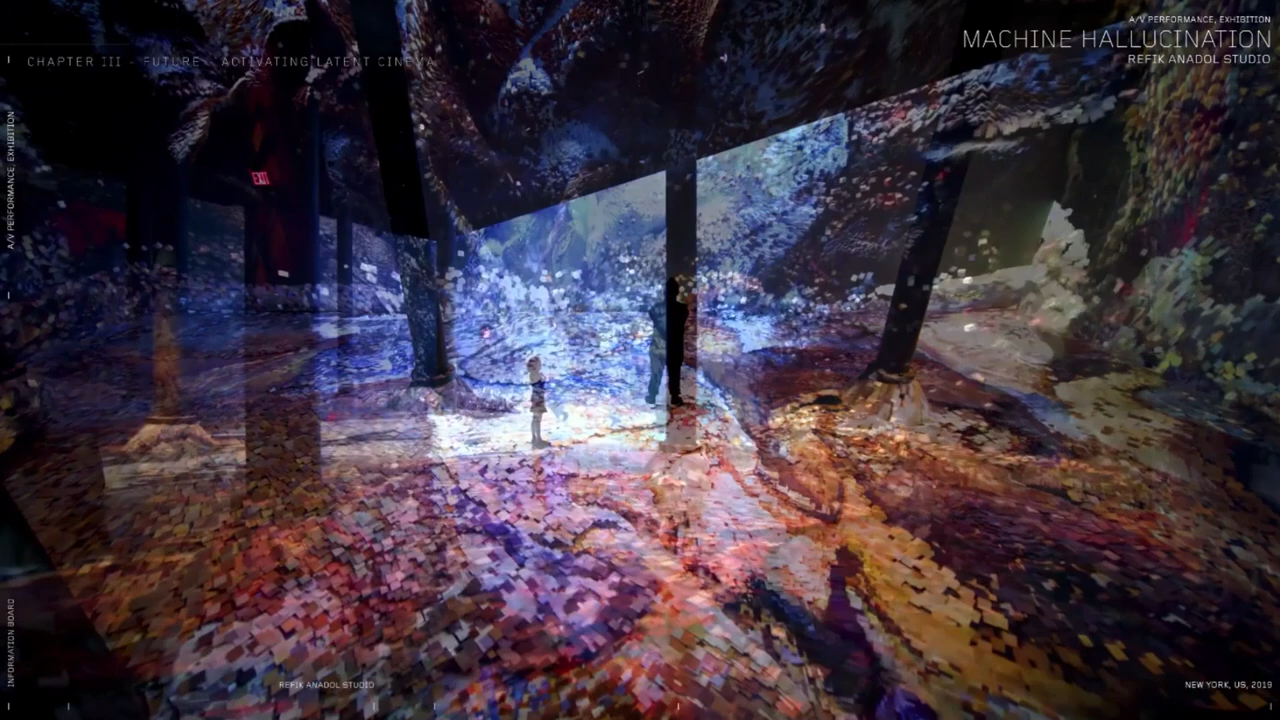 A/V PERFORMANCE, EXHIBITION
MACHINE HALLUCINATION
REFIK ANADOL STUDIO
CHAPTER III - FUTURE - ACTIVATING LATENT CINEMA
A/V PERFORMANCE, EXHIBITION
EXIT
INFORMATION BOARD
REFIK ANADOL STUDIO
NEW YORK, US, 2019